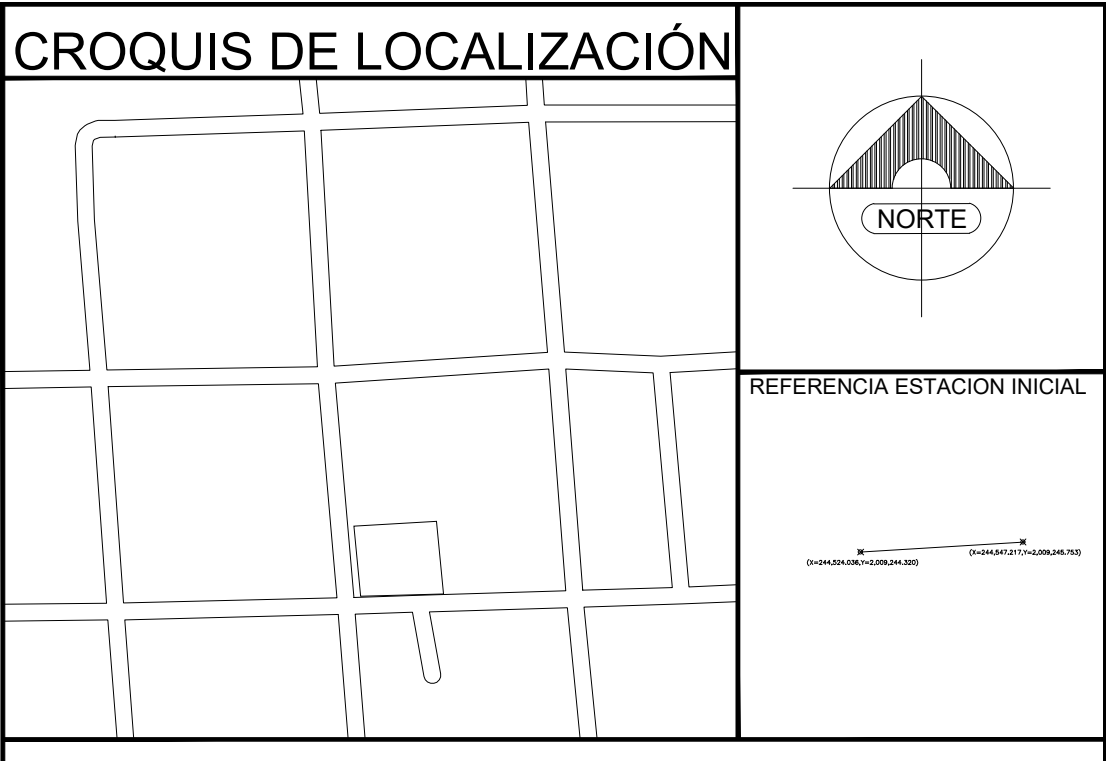 CROQUIS DE LOCALIZACIÓN
NORTE
REFERENCIA ESTACION INICIAL
(X=244,547.217,Y=2,009,245.753)
(X=244,524.036,Y=2,009,244.320)